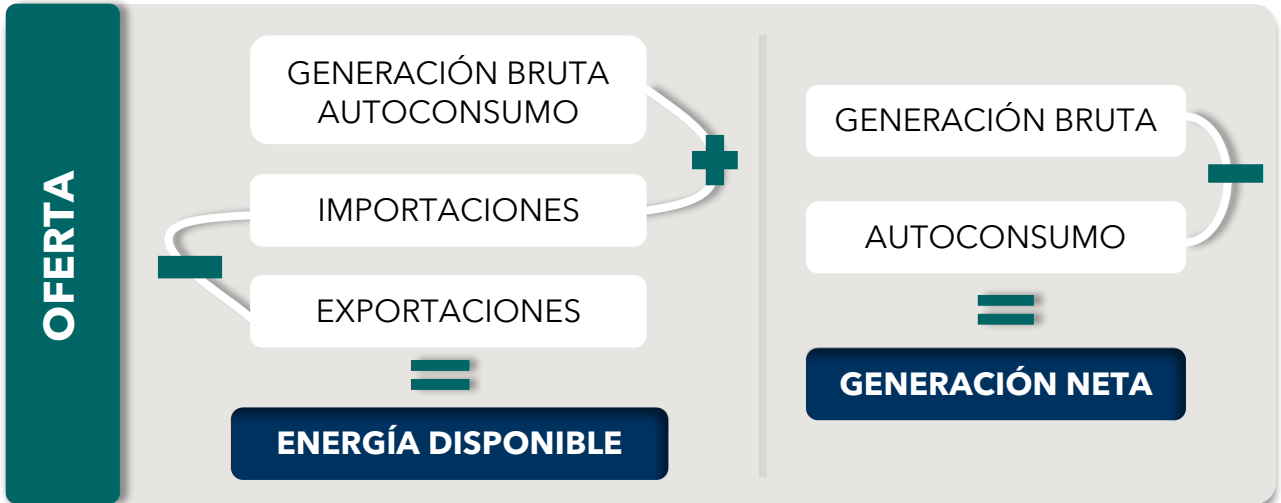 OFERTA
GENERACIÓN BRUTA
AUTOCONSUMO
IMPORTACIONES
EXPORTACIONES
ENERGÍA DISPONIBLE
GENERACIÓN BRUTA
AUTOCONSUMO
GENERACIÓN NETA